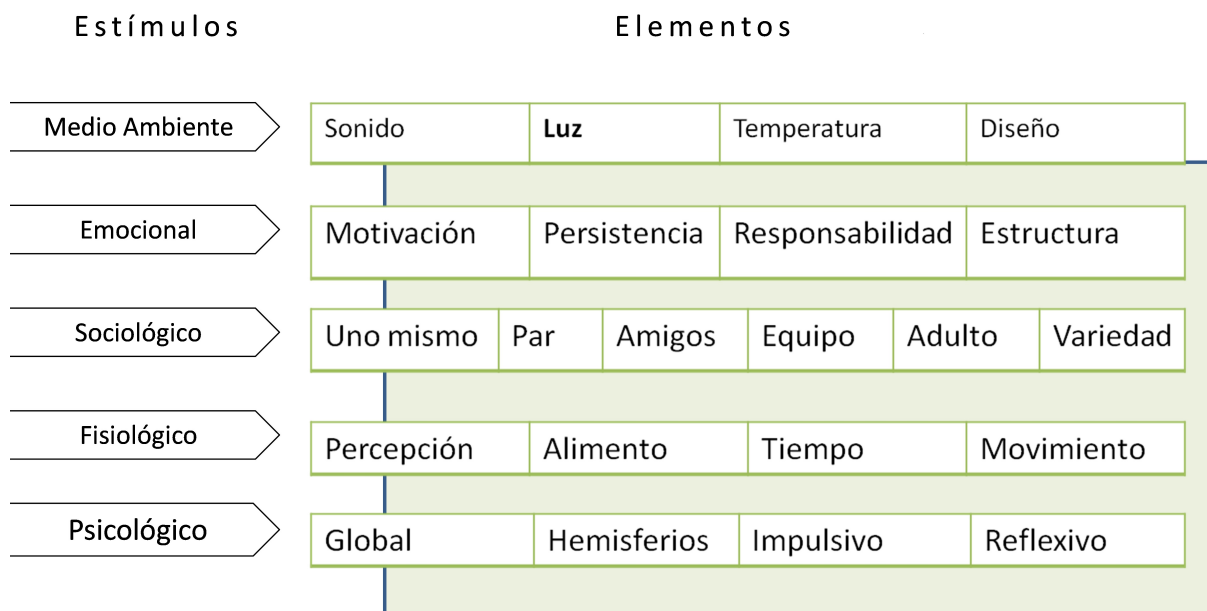 Estímulos Elementos
Medio Ambiente Sonido Luz Temperatura Diseño
Emocional Motivación Persistencia Responsabilidad Estructura
Sociológico Uno mismo Par Amigos Equipo Adulto Variedad
Fisiológico Percepción Alimento Tiempo Movimiento
Psicológico Global Hemisferios Impulsivo Reflexivo